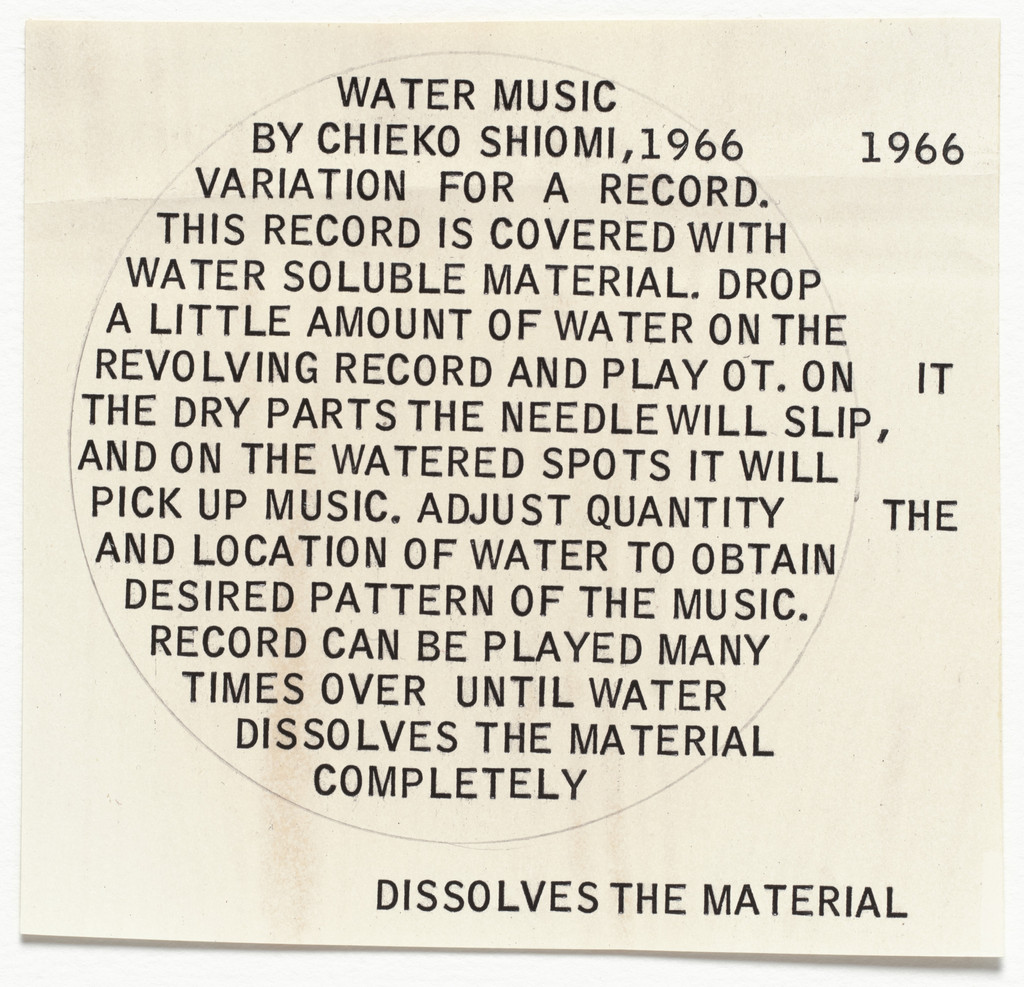 WATER MUSIC
BY CHIEKO SHIOMI, 1966 1966
VARIATION FOR A RECORD.
THIS RECORD IS COVERED WITH
WATER SOLUBLE MATERIAL. DROP
A LITTLE AMOUNT OF WATER ON THE
REVOLVING RECORD AND PLAY OT. ON IT
THE DRY PARTS THE NEEDLE WILL SLIP,
AND ON THE WATERED SPOTS IT WILL
PICK UP MUSIC. ADJUST QUANTITY THE
AND LOCATION OF WATER TO OBTAIN
DESIRED PATTERN OF THE MUSIC.
RECORD CAN BE PLAYED MANY
TIMES OVER UNTIL WATER
DISSOLVES THE MATERIAL
COMPLETELY
DISSOLVES THE MATERIAL